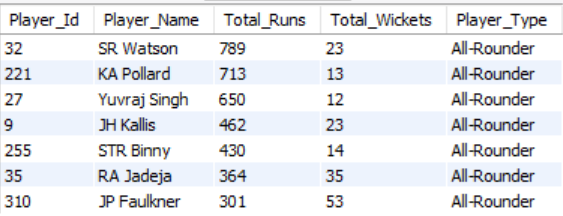 Player_Id Player_Name Total_Runs Total_Wickets Player_Type
32 SR Watson 789 23 All-Rounder
221 KA Pollard 713 13 All-Rounder
27 Yuvraj Singh 650 12 All-Rounder
9 JH Kallis 462 23 All-Rounder
255 STR Binny 430 14 All-Rounder
35 RA Jadeja 364 35 All-Rounder
310 JP Faulkner 301 53 All-Rounder